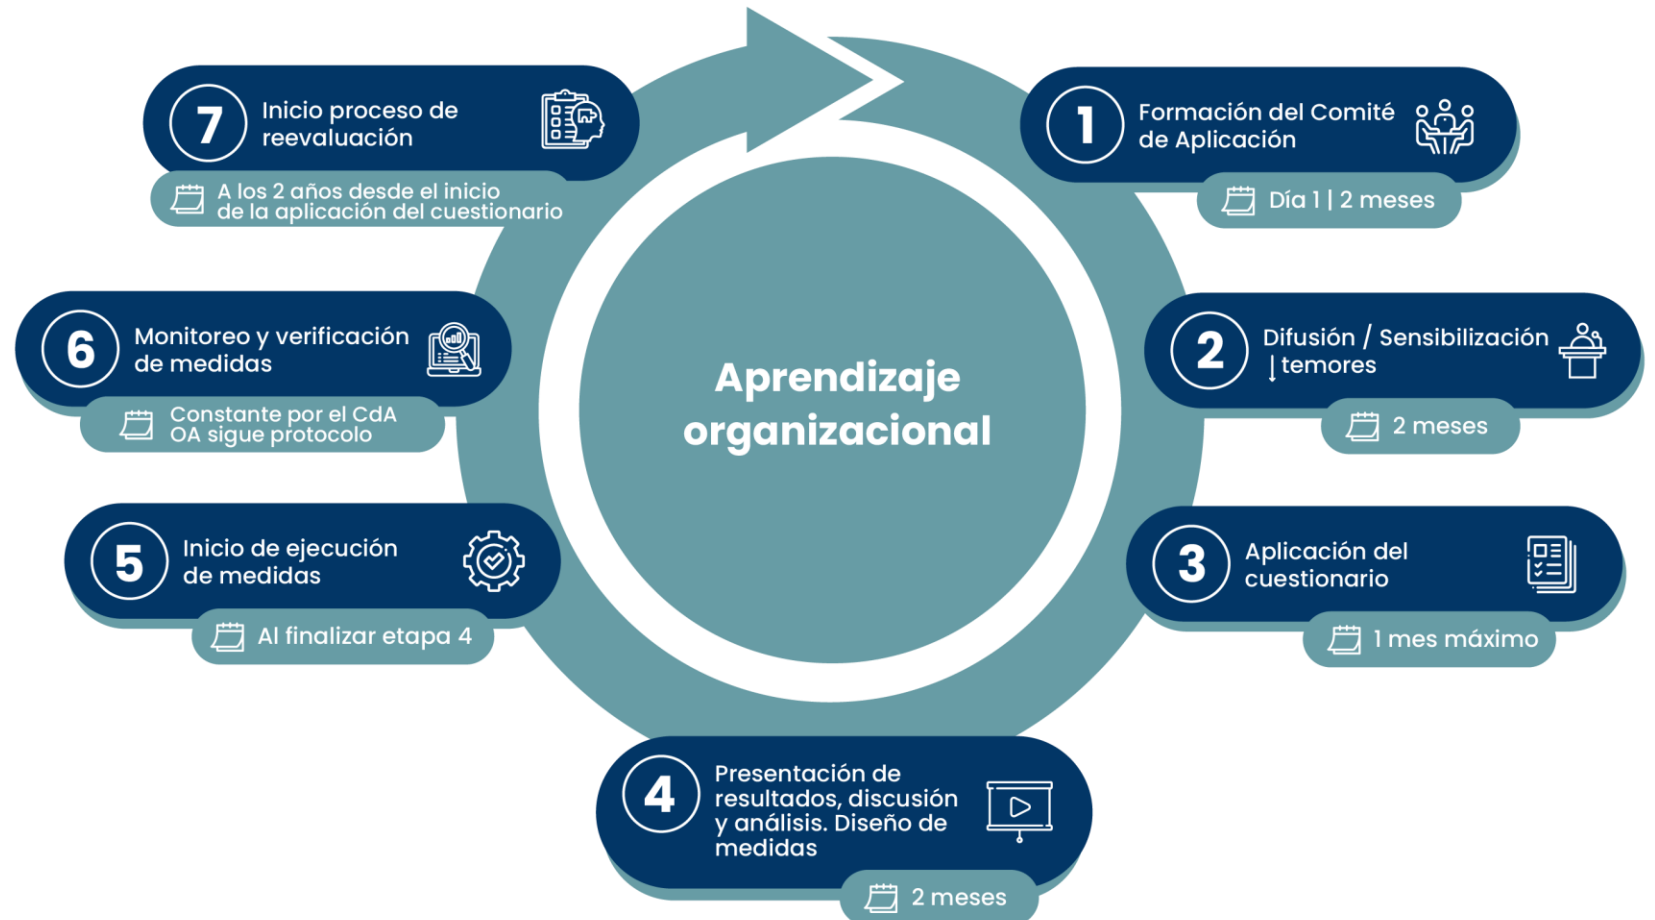 Aprendizaje
organizacional
1
Formación del Comité
de Aplicación
Día 1 | 2 meses
2
Difusión / Sensibilización
↓ temores
2 meses
3
Aplicación del
cuestionario
1 mes máximo
4
Presentación de
resultados, discusión
y análisis. Diseño de
medidas
2 meses
5
Inicio de ejecución
de medidas
Al finalizar etapa 4
6
Monitoreo y verificación
de medidas
Constante por el CdA
OA sigue protocolo
7
Inicio proceso de
reevaluación
A los 2 años desde el inicio
de la aplicación del cuestionario